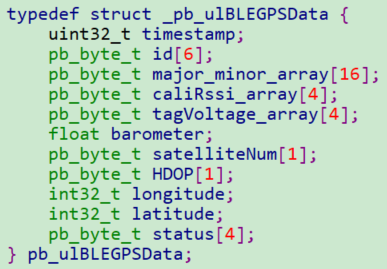 typedef struct _pb_ulBLEGPSData {
    uint32_t timestamp;
    pb_byte_t id[6];
    pb_byte_t major_minor_array[16];
    pb_byte_t caliRssi_array[4];
    pb_byte_t tagVoltage_array[4];
    float barometer;
    pb_byte_t satelliteNum[1];
    pb_byte_t HDOP[1];
    int32_t longitude;
    int32_t latitude;
    pb_byte_t status[4];
} pb_ulBLEGPSData;